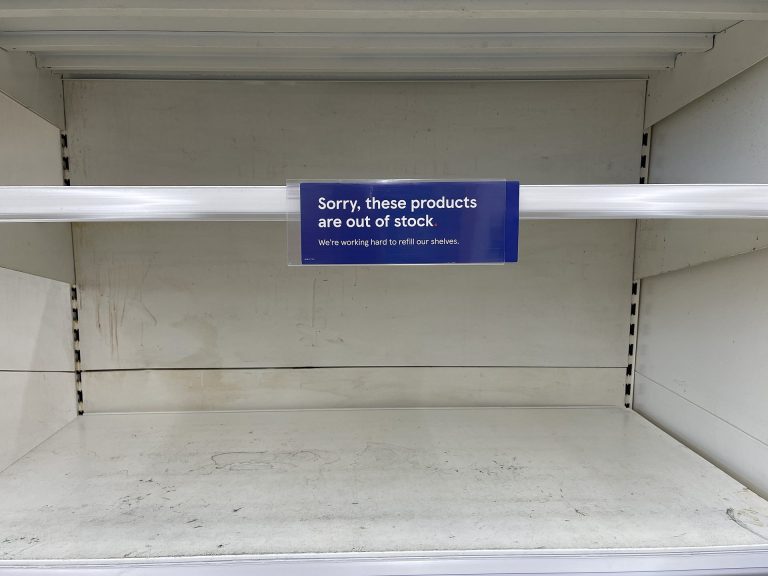 Sorry, these products
are out of stock.
We're working hard to refill our shelves.